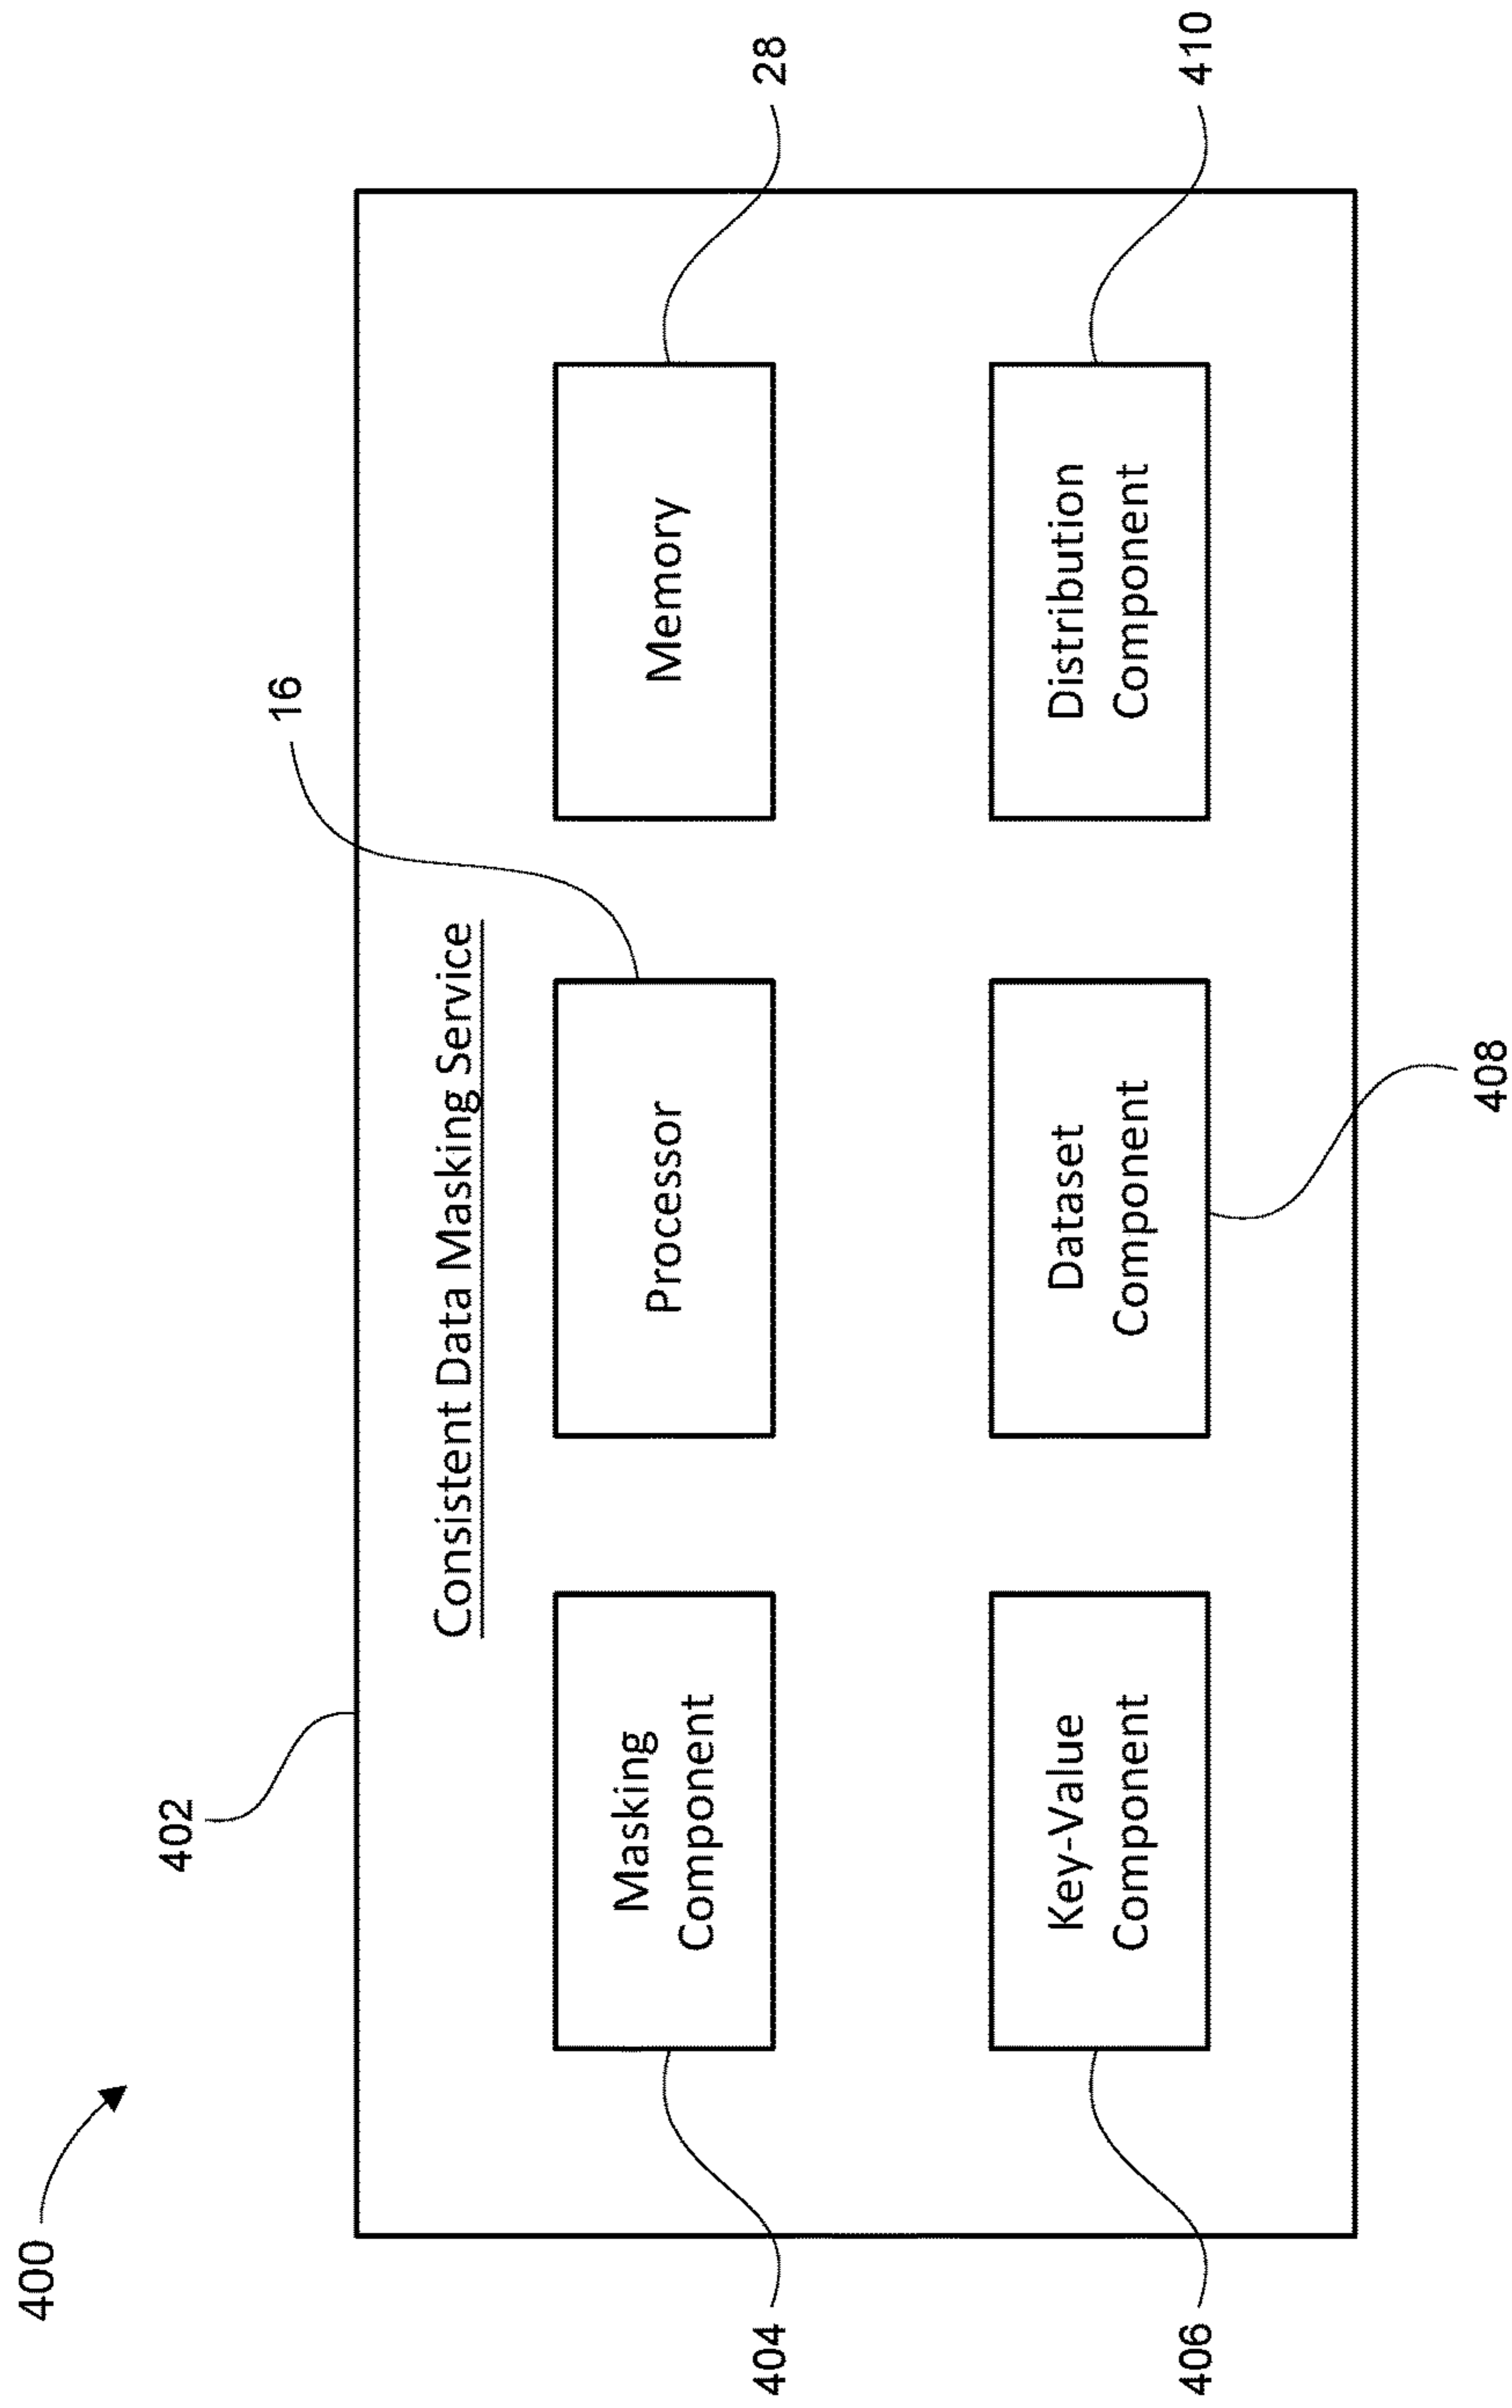 400
402
16
Consistent Data Masking Service
404
Masking
Component
Processor
Memory
28
406
Key-Value
Component
Dataset
Component
Distribution
Component
410
408